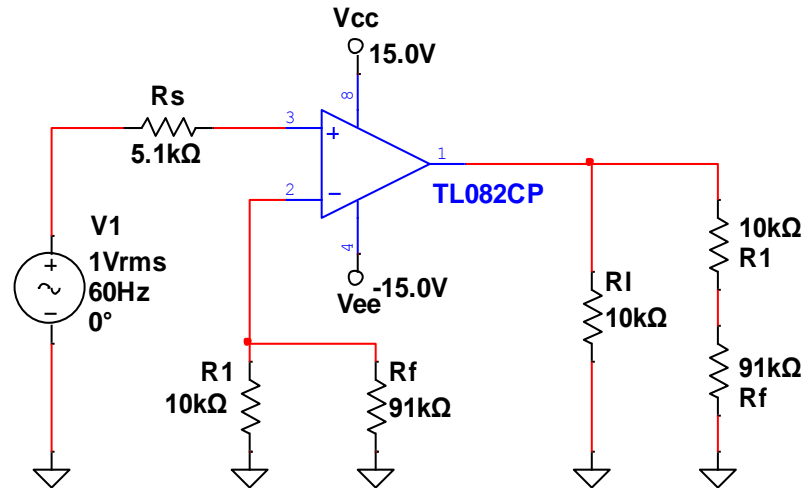 Vcc
15.0V
Rs
5.1kΩ
3
8
+
1
TL082CP
2
−
4
Vee
-15.0V
V1
+
1Vrms
60Hz
0°
−
R1
10kΩ
Rf
91kΩ
Rl
10kΩ
10kΩ
R1
91kΩ
Rf